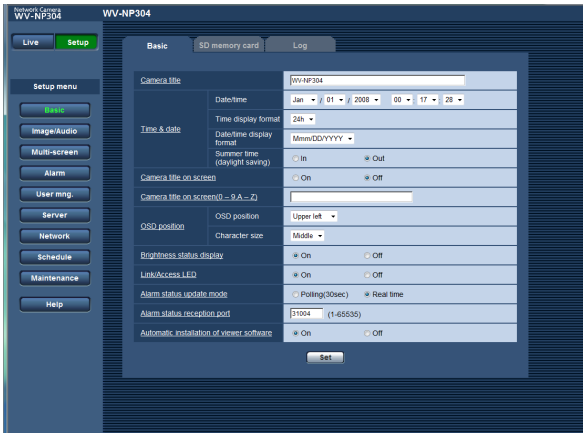 Network Camera
WV-NP304
WV-NP304
Live Setup
Basic SD memory card Log
Setup menu
Basic
Image/Audio
Multi-screen
Alarm
User mng.
Server
Network
Schedule
Maintenance
Help
Camera title WV-NP304
Time & date
Date/time Jan / 01 / 2008 00 : 17 : 28
Time display format 24h
Date/time display
format Mmm/DD/YYYY
Summer time
(daylight saving) In Out
Camera title on screen On Off
Camera title on screen(0 – 9,A – Z)
OSD position
OSD position Upper left
Character size Middle
Brightness status
display On Off
Link/Access LED On Off
Alarm status update
mode Polling(30sec) Real time
Alarm status reception
port 31004 (1-65535)
Automatic installation of viewer software On Off
Set